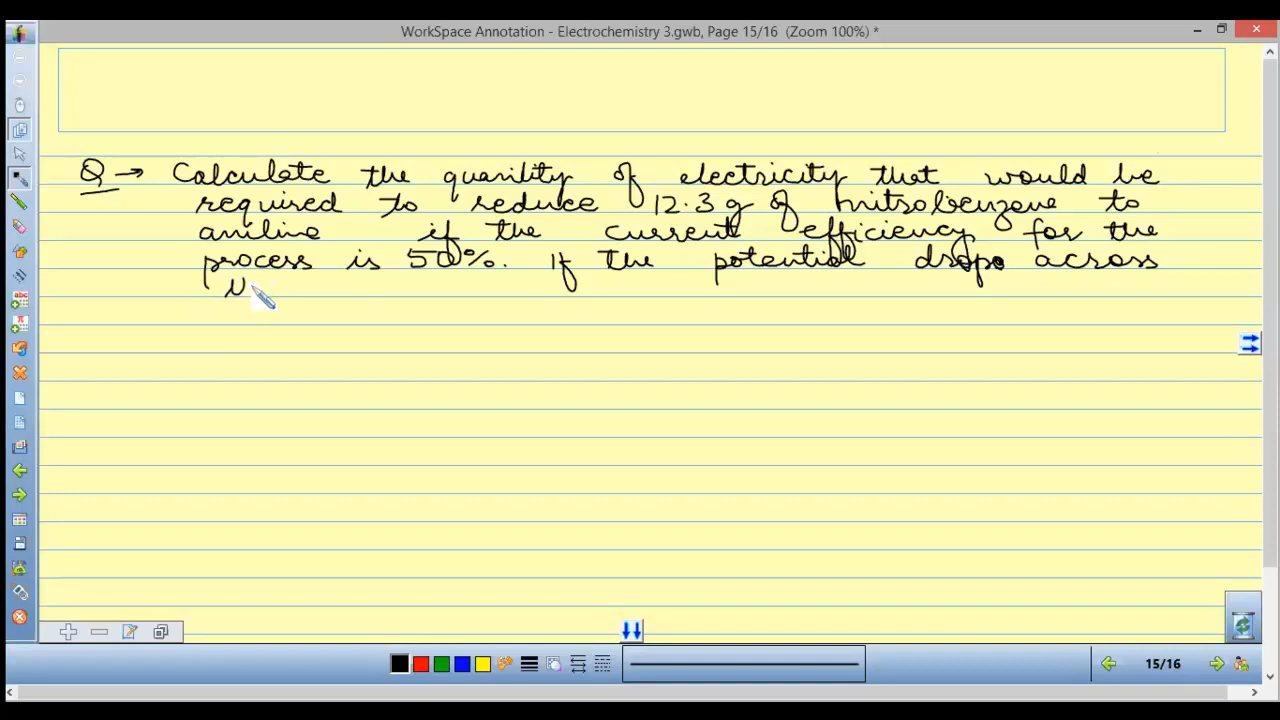 WorkSpace Annotation - Electrochemistry 3.gwb, Page 15/16 (Zoom 100%) *
Q → Calculate the quantity of electricity that would be
required to reduce 12.3 g of nitrobenzene to
aniline if the current efficiency for the
process is 50%. If the potential drops across
abc
π
15/16